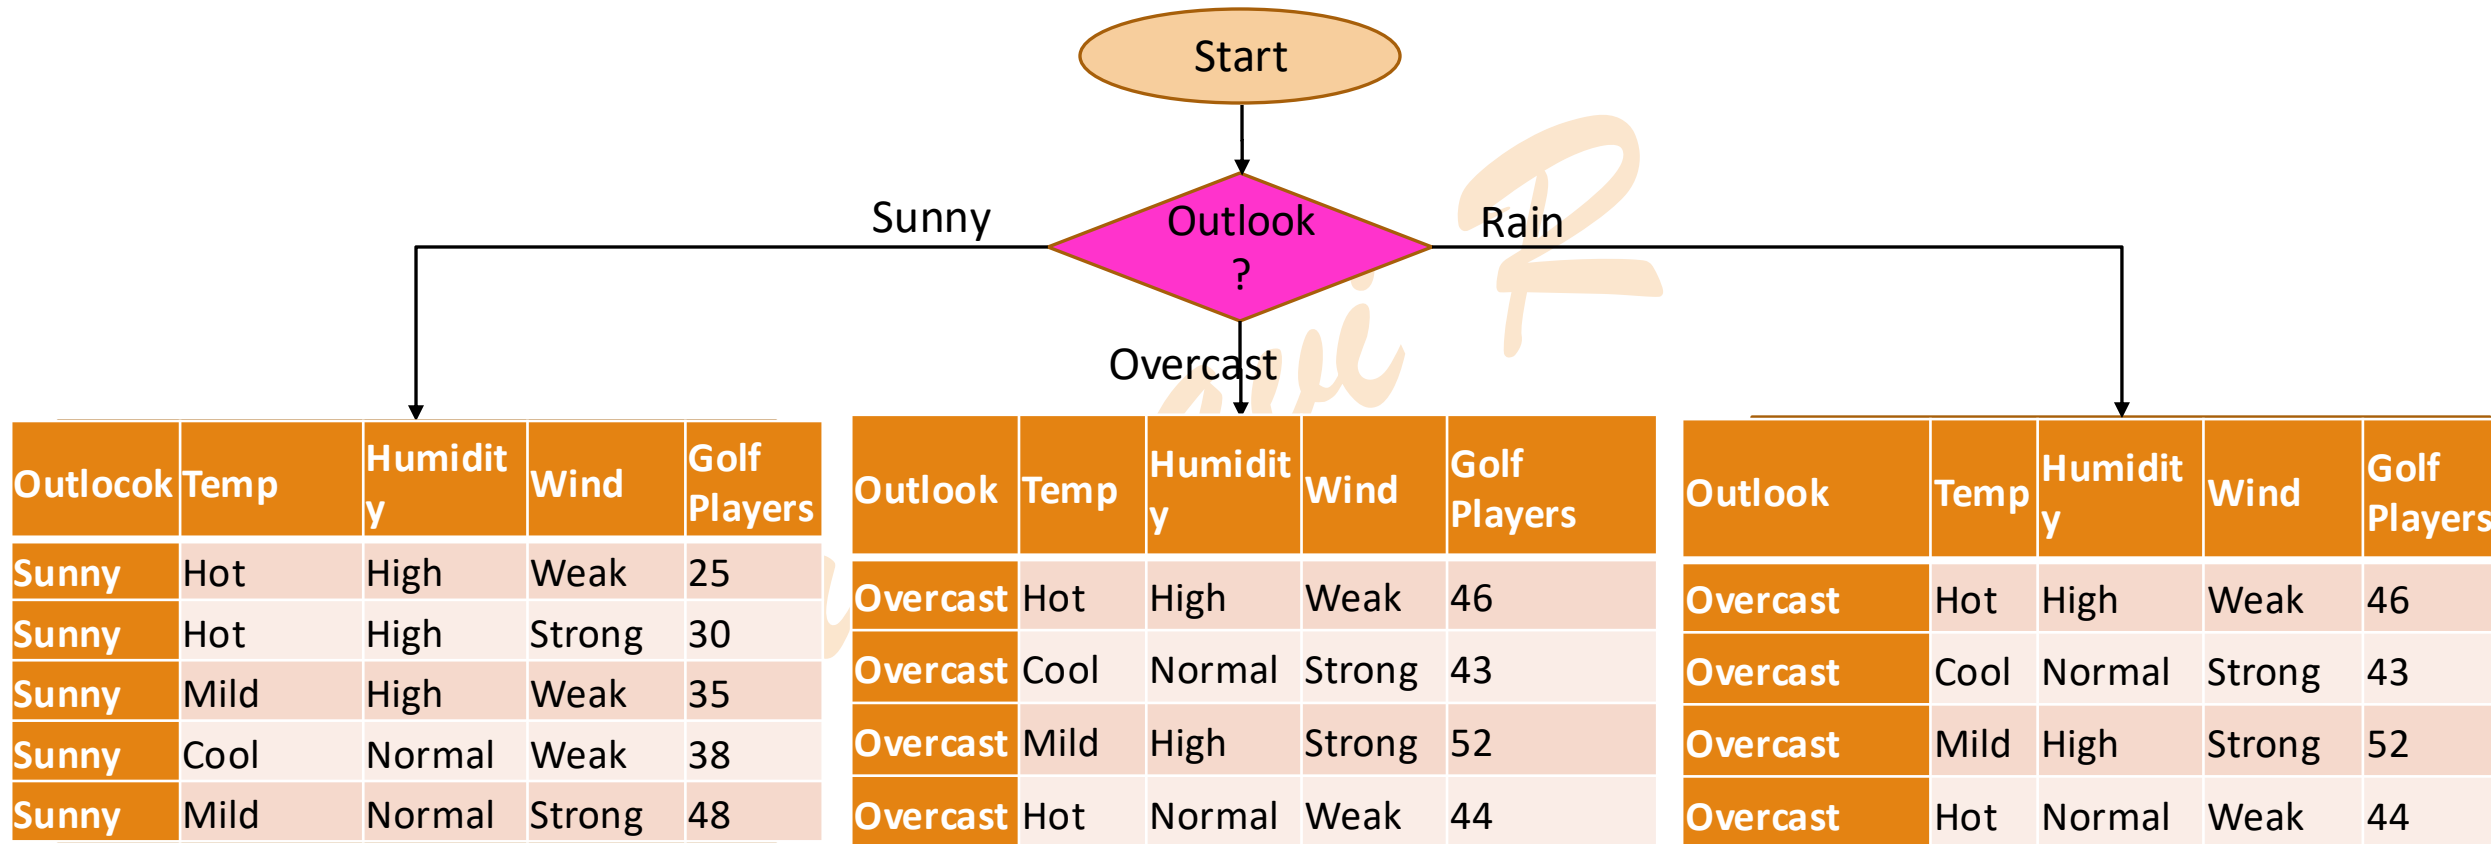 Start
Sunny
Outlook
?
Rain
Overcast
Outlocok Temp Humidit
y Wind Golf
Players
Sunny Hot High Weak 25
Sunny Hot High Strong 30
Sunny Mild High Weak 35
Sunny Cool Normal Weak 38
Sunny Mild Normal Strong 48
Outlook Temp Humidit
y Wind Golf
Players
Overcast Hot High Weak 46
Overcast Cool Normal Strong 43
Overcast Mild High Strong 52
Overcast Hot Normal Weak 44
Outlook Temp Humidit
y Wind Golf
Players
Overcast Hot High Weak 46
Overcast Cool Normal Strong 43
Overcast Mild High Strong 52
Overcast Hot Normal Weak 44